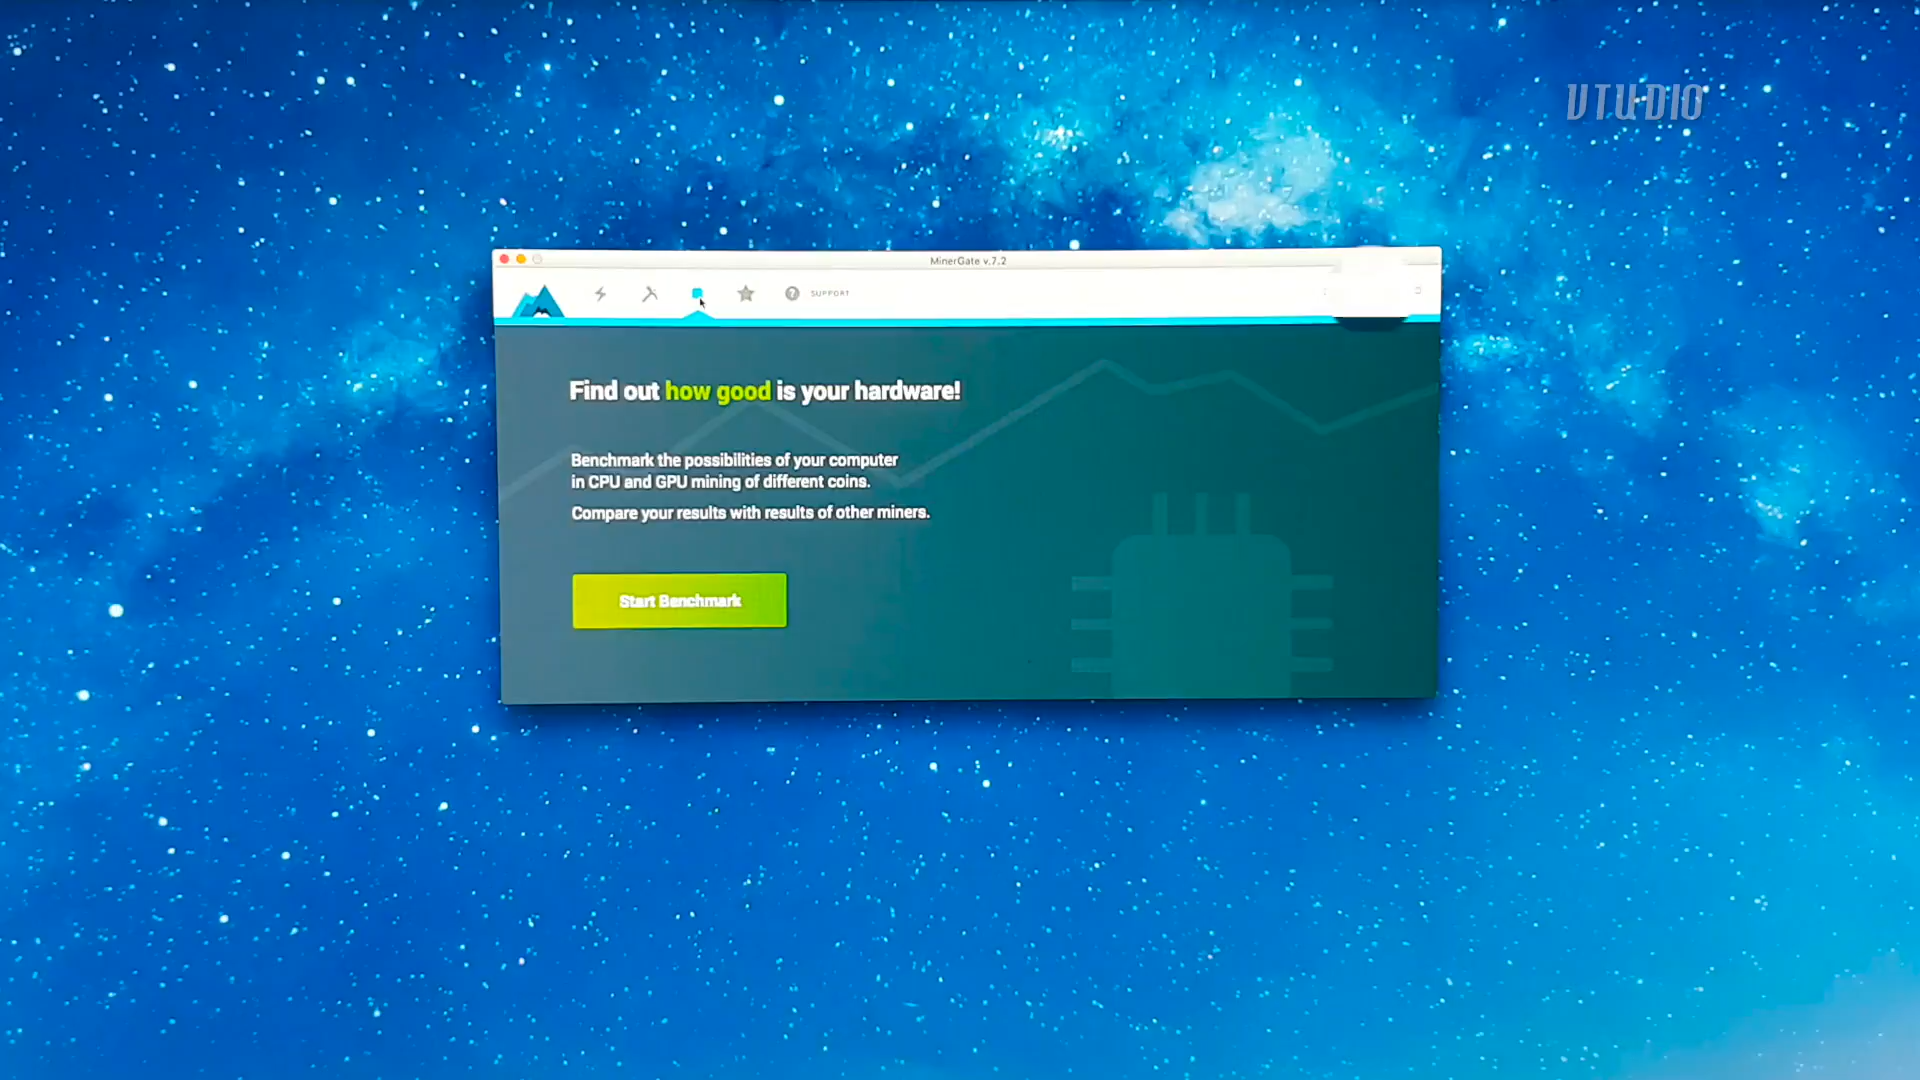 VTUDIO
MinerGate v.7.2
SUPPORT
Find out how good is your hardware!
Benchmark the possibilities of your computer
in CPU and GPU mining of different coins.
Compare your results with results of other miners.
Start Benchmark